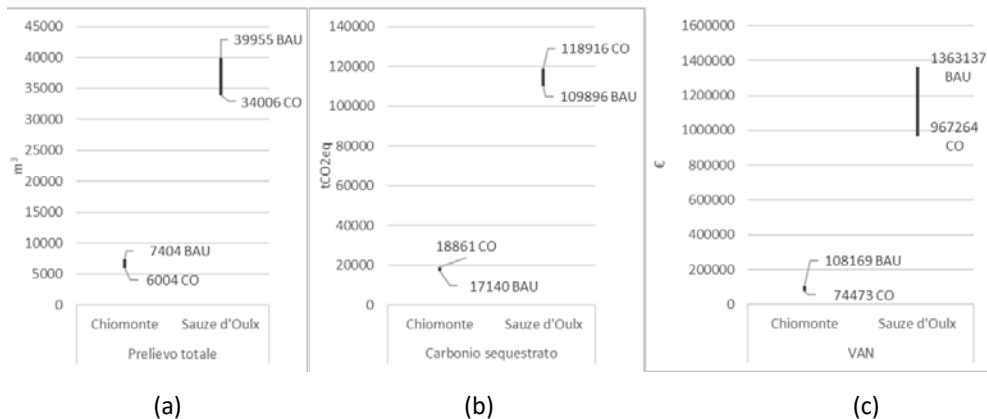 45000
40000
35000
30000
25000
20000
15000
10000
5000
0
m³
39955 BAU
34006 CO
7404 BAU
6004 CO
Chiomonte
Sauze d'Oulx
Prelievo totale
(a)
140000
120000
100000
80000
60000
40000
20000
0
tCO2eq
118916 CO
109896 BAU
18861 CO
17140 BAU
Chiomonte
Sauze d'Oulx
Carbonio sequestrato
(b)
1600000
1400000
1200000
1000000
800000
600000
400000
200000
0
€
1363137
BAU
967264
CO
108169 BAU
74473 CO
Chiomonte
Sauze d'Oulx
VAN
(c)